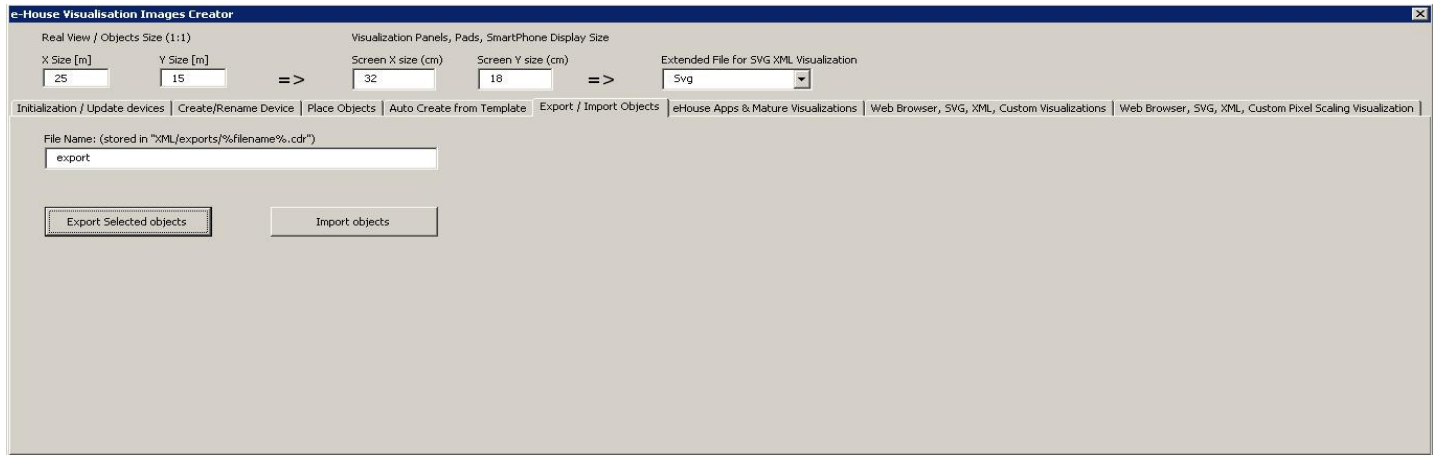 e-House Visualisation Images Creator
Real View / Objects Size (1:1) Visualization Panels, Pads, SmartPhone Display Size
X Size [m] Y Size [m] Screen X size (cm) Screen Y size (cm) Extended File for SVG XML Visualization
25 15 => 32 18 => Svg
Initialization / Update devices Create/Rename Device Place Objects Auto Create from Template Export / Import Objects eHouse Apps & Mature Visualizations Web Browser, SVG, XML, Custom Visualizations Web Browser, SVG, XML, Custom Pixel Scaling Visualization
File Name: (stored in "XML/exports/%filename%.cdr")
export
Export Selected objects Import objects